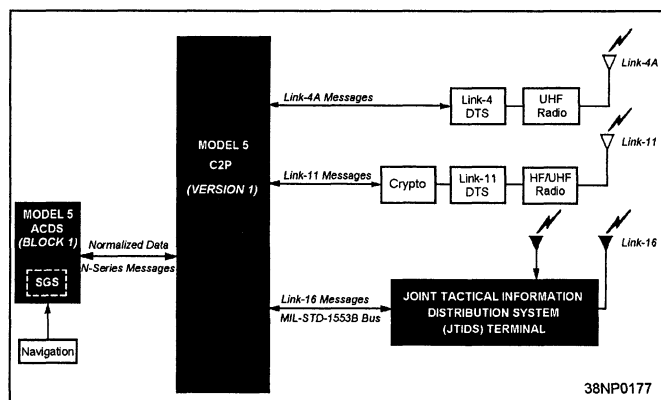 Link-4A
Link-4A Messages
Link-4
DTS
UHF
Radio
MODEL 5
C2P
(VERSION 1)
Link-11
Link-11 Messages
Crypto
Link-11
DTS
HF/UHF
Radio
MODEL 5
ACDS
(BLOCK 1)
SGS
Normalized Data
N-Series Messages
Navigation
Link-16
Link-16 Messages
MIL-STD-1553B Bus
JOINT TACTICAL INFORMATION
DISTRIBUTION SYSTEM
(JTIDS) TERMINAL
38NP0177